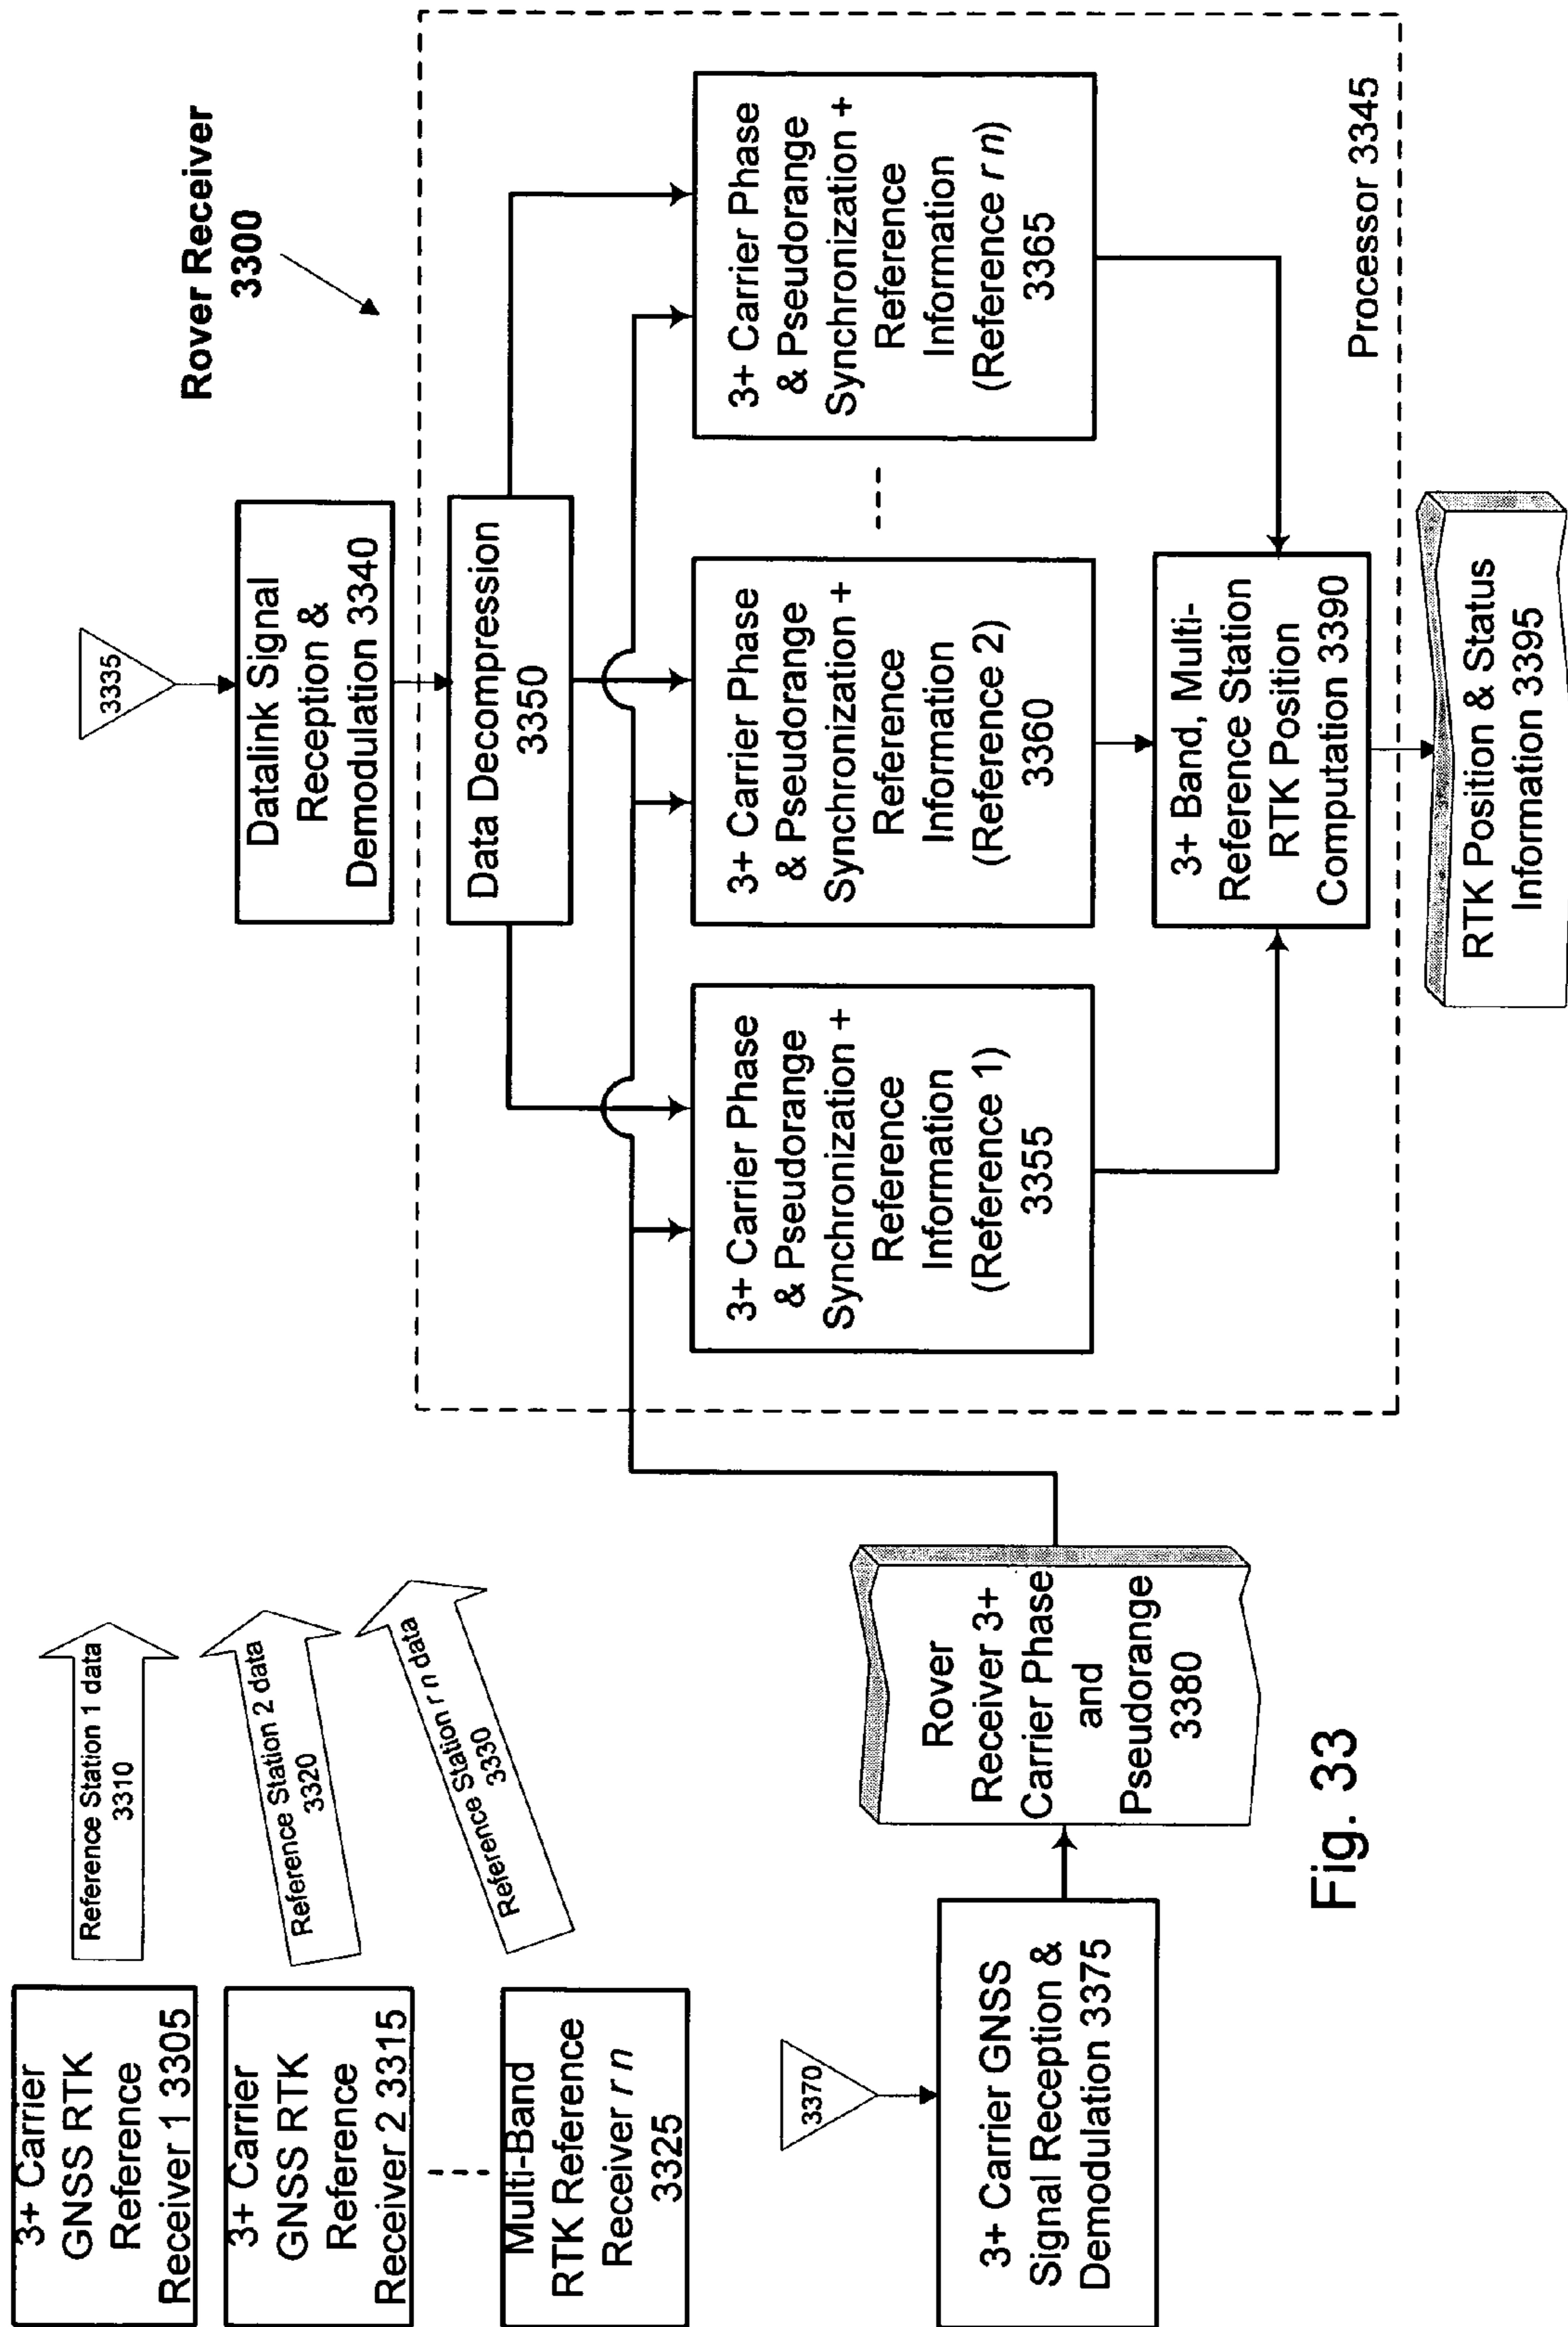 3+ Carrier
GNSS RTK
Reference
Receiver 1 3305
Reference Station 1 data
3310
3+ Carrier
GNSS RTK
Reference
Receiver 2 3315
Reference Station 2 data
3320
Multi-Band
RTK Reference
Receiver r n
3325
Reference Station r n data
3330
3335
Datalink Signal
Reception &
Demodulation 3340
Rover Receiver
3300
Data Decompression
3350
3+ Carrier Phase
& Pseudorange
Synchronization +
Reference
Information
(Reference 1)
3355
3+ Carrier Phase
& Pseudorange
Synchronization +
Reference
Information
(Reference 2)
3360
3+ Carrier Phase
& Pseudorange
Synchronization +
Reference
Information
(Reference r n)
3365
3370
3+ Carrier GNSS
Signal Reception &
Demodulation 3375
Rover
Receiver 3+
Carrier Phase
and
Pseudorange
3380
3+ Band, Multi-
Reference Station
RTK Position
Computation 3390
Processor 3345
RTK Position & Status
Information 3395
Fig. 33